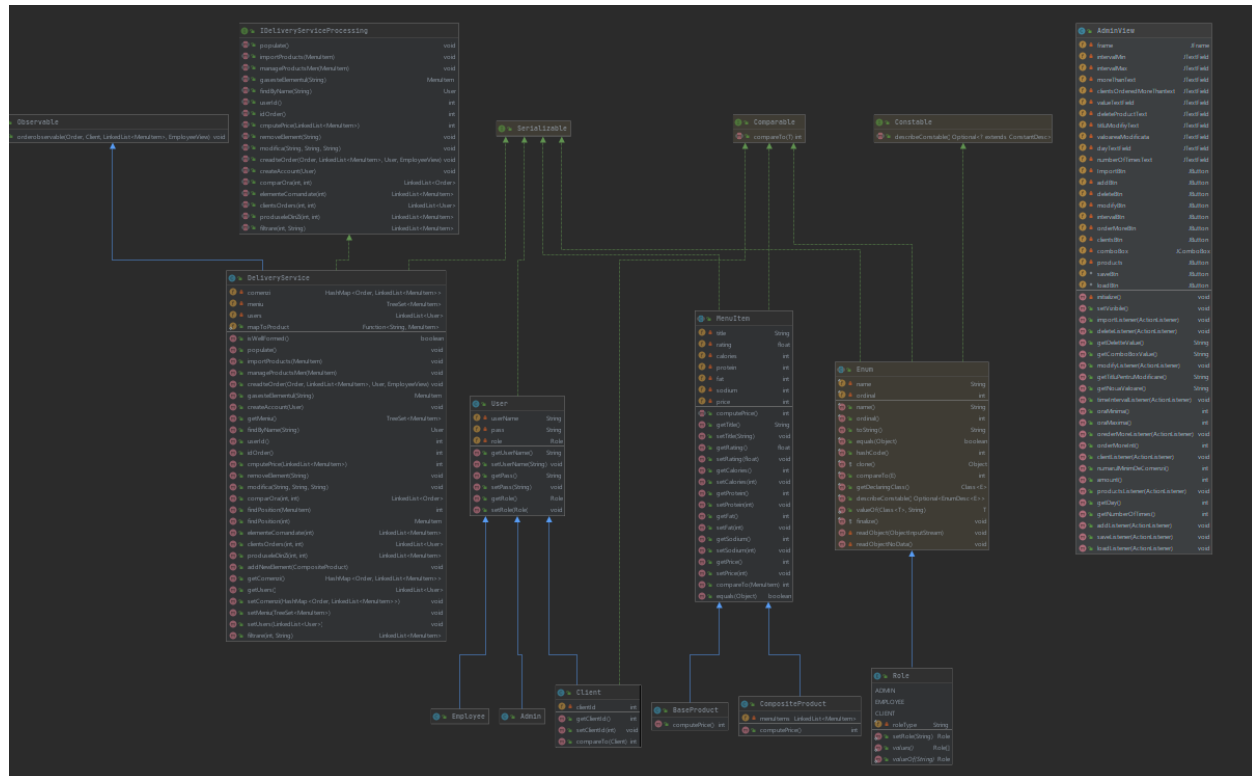 IDeliveryServiceProcessing
populate() void
importProducts(MenuItem) void
manageProductsMen(MenuItem) void
gasesteElementul(String) MenuItem
findByName(String) User
userId() int
idOrder() int
cmputePrice(LinkedList<MenuItem>) int
removeElement(String) void
modifica(String, String, String) void
creadteOrder(Order, LinkedList<MenuItem>, User, EmployeeView) void
createAccount(User) void
comparOra(int, int) LinkedList<Order>
elementeComandate(int) LinkedList<MenuItem>
clientsOrders(int, int) LinkedList<User>
produseleDinZi(int, int) LinkedList<MenuItem>
filtrare(int, String) LinkedList<MenuItem>
Observable
orderobservable(Order, Client, LinkedList<MenuItem>, EmployeeView) void
Serializable
Comparable
compareTo(T) int
Constable
describeConstable() Optional<? extends ConstantDesc>
AdminView
frame JFrame
intervalMin JTextField
intervalMax JTextField
moreThanText JTextField
clientsOrderedMoreThantext JTextField
valueTextField JTextField
deleteProductText JTextField
titluModifyText JTextField
valoareaModificata JTextField
dayTextField JTextField
numberOfTimesText JTextField
importBtn JButton
addBtn JButton
deleteBtn JButton
modifyBtn JButton
intervalBtn JButton
orderMoreBtn JButton
clientsBtn JButton
comboBox JComboBox
products JButton
saveBtn JButton
loadBtn JButton
initialize() void
setVisibile() void
importListener(ActionListener) void
deleteListener(ActionListener) void
getDeleteValue() String
getComboBoxValue() String
modifyListener(ActionListener) void
getTitluPentruModificare() String
getNouaValoare() String
timeIntervalListener(ActionListener) void
oraMinima() int
oraMaxima() int
orederMoreListener(ActionListener) void
orderMoreInt() int
clientListener(ActionListener) void
numarulMinimDeComenzi() int
amount() int
productsListener(ActionListener) void
getDay() int
getNumberOfTimes() int
addListener(ActionListener) void
saveListener(ActionListener) void
loadListener(ActionListener) void
DeliveryService
comenzi HashMap<Order, LinkedList<MenuItem>>
meniu TreeSet<MenuItem>
users LinkedList<User>
mapToProduct Function<String, MenuItem>
isWellFormed() boolean
populate() void
importProducts(MenuItem) void
manageProductsMen(MenuItem) void
creadteOrder(Order, LinkedList<MenuItem>, User, EmployeeView) void
gasesteElementul(String) MenuItem
createAccount(User) void
getMeniu() TreeSet<MenuItem>
findByName(String) User
userId() int
idOrder() int
cmputePrice(LinkedList<MenuItem>) int
removeElement(String) void
modifica(String, String, String) void
comparOra(int, int) LinkedList<Order>
findPosition(MenuItem) int
findPosition(int) MenuItem
elementeComandate(int) LinkedList<MenuItem>
clientsOrders(int, int) LinkedList<User>
produseleDinZi(int, int) LinkedList<MenuItem>
addNewElement(CompositeProduct) void
getComenzi() HashMap<Order, LinkedList<MenuItem>>
getUsers() LinkedList<User>
setComenzi(HashMap<Order, LinkedList<MenuItem>>) void
setMeniu(TreeSet<MenuItem>) void
setUsers(LinkedList<User>) void
filtrare(int, String) LinkedList<MenuItem>
User
userName String
pass String
role Role
getUserName() String
setUserName(String) void
getPass() String
setPass(String) void
getRole() Role
setRole(Role) void
MenuItem
title String
rating float
calories int
protein int
fat int
sodium int
price int
computePrice() int
getTitle() String
setTitle(String) void
getRating() float
setRating(float) void
getCalories() int
setCalories(int) void
getProtein() int
setProtein(int) void
getFat() int
setFat(int) void
getSodium() int
setSodium(int) void
getPrice() int
setPrice(int) void
compareTo(MenuItem) int
equals(Object) boolean
Enum
name String
ordinal int
name() String
ordinal() int
toString() String
equals(Object) boolean
hashCode() int
clone() Object
compareTo(E) int
getDeclaringClass() Class<E>
describeConstable() Optional<EnumDesc<E>>
valueOf(Class<T>, String) T
finalize() void
readObject(ObjectInputStream) void
readObjectNoData() void
Employee
Admin
Client
clientId int
getClientId() int
setClientId(int) void
compareTo(Client) int
BaseProduct
computePrice() int
CompositeProduct
menuItems LinkedList<MenuItem>
computePrice() int
Role
ADMIN
EMPLOYEE
CLIENT
roleType String
setRole(String) Role
values() Role[]
valueOf(String) Role